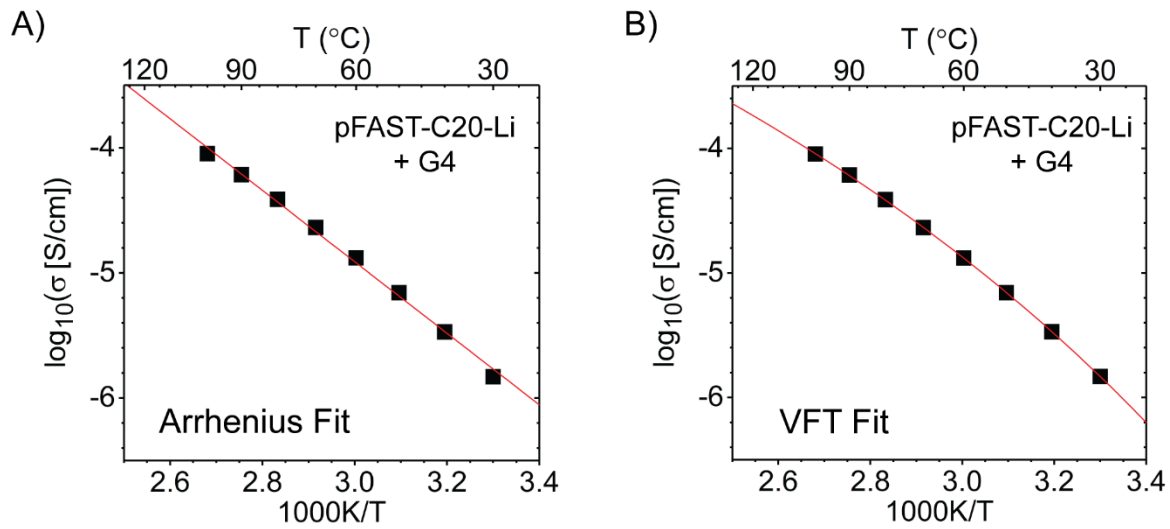 A)
T (°C)
120 90 60 30
pFAST-C20-Li
+ G4
log10(σ [S/cm])
-4
-5
-6
Arrhenius Fit
2.6 2.8 3.0 3.2 3.4
1000K/T
B)
T (°C)
120 90 60 30
pFAST-C20-Li
+ G4
log10(σ [S/cm])
-4
-5
-6
VFT Fit
2.6 2.8 3.0 3.2 3.4
1000K/T